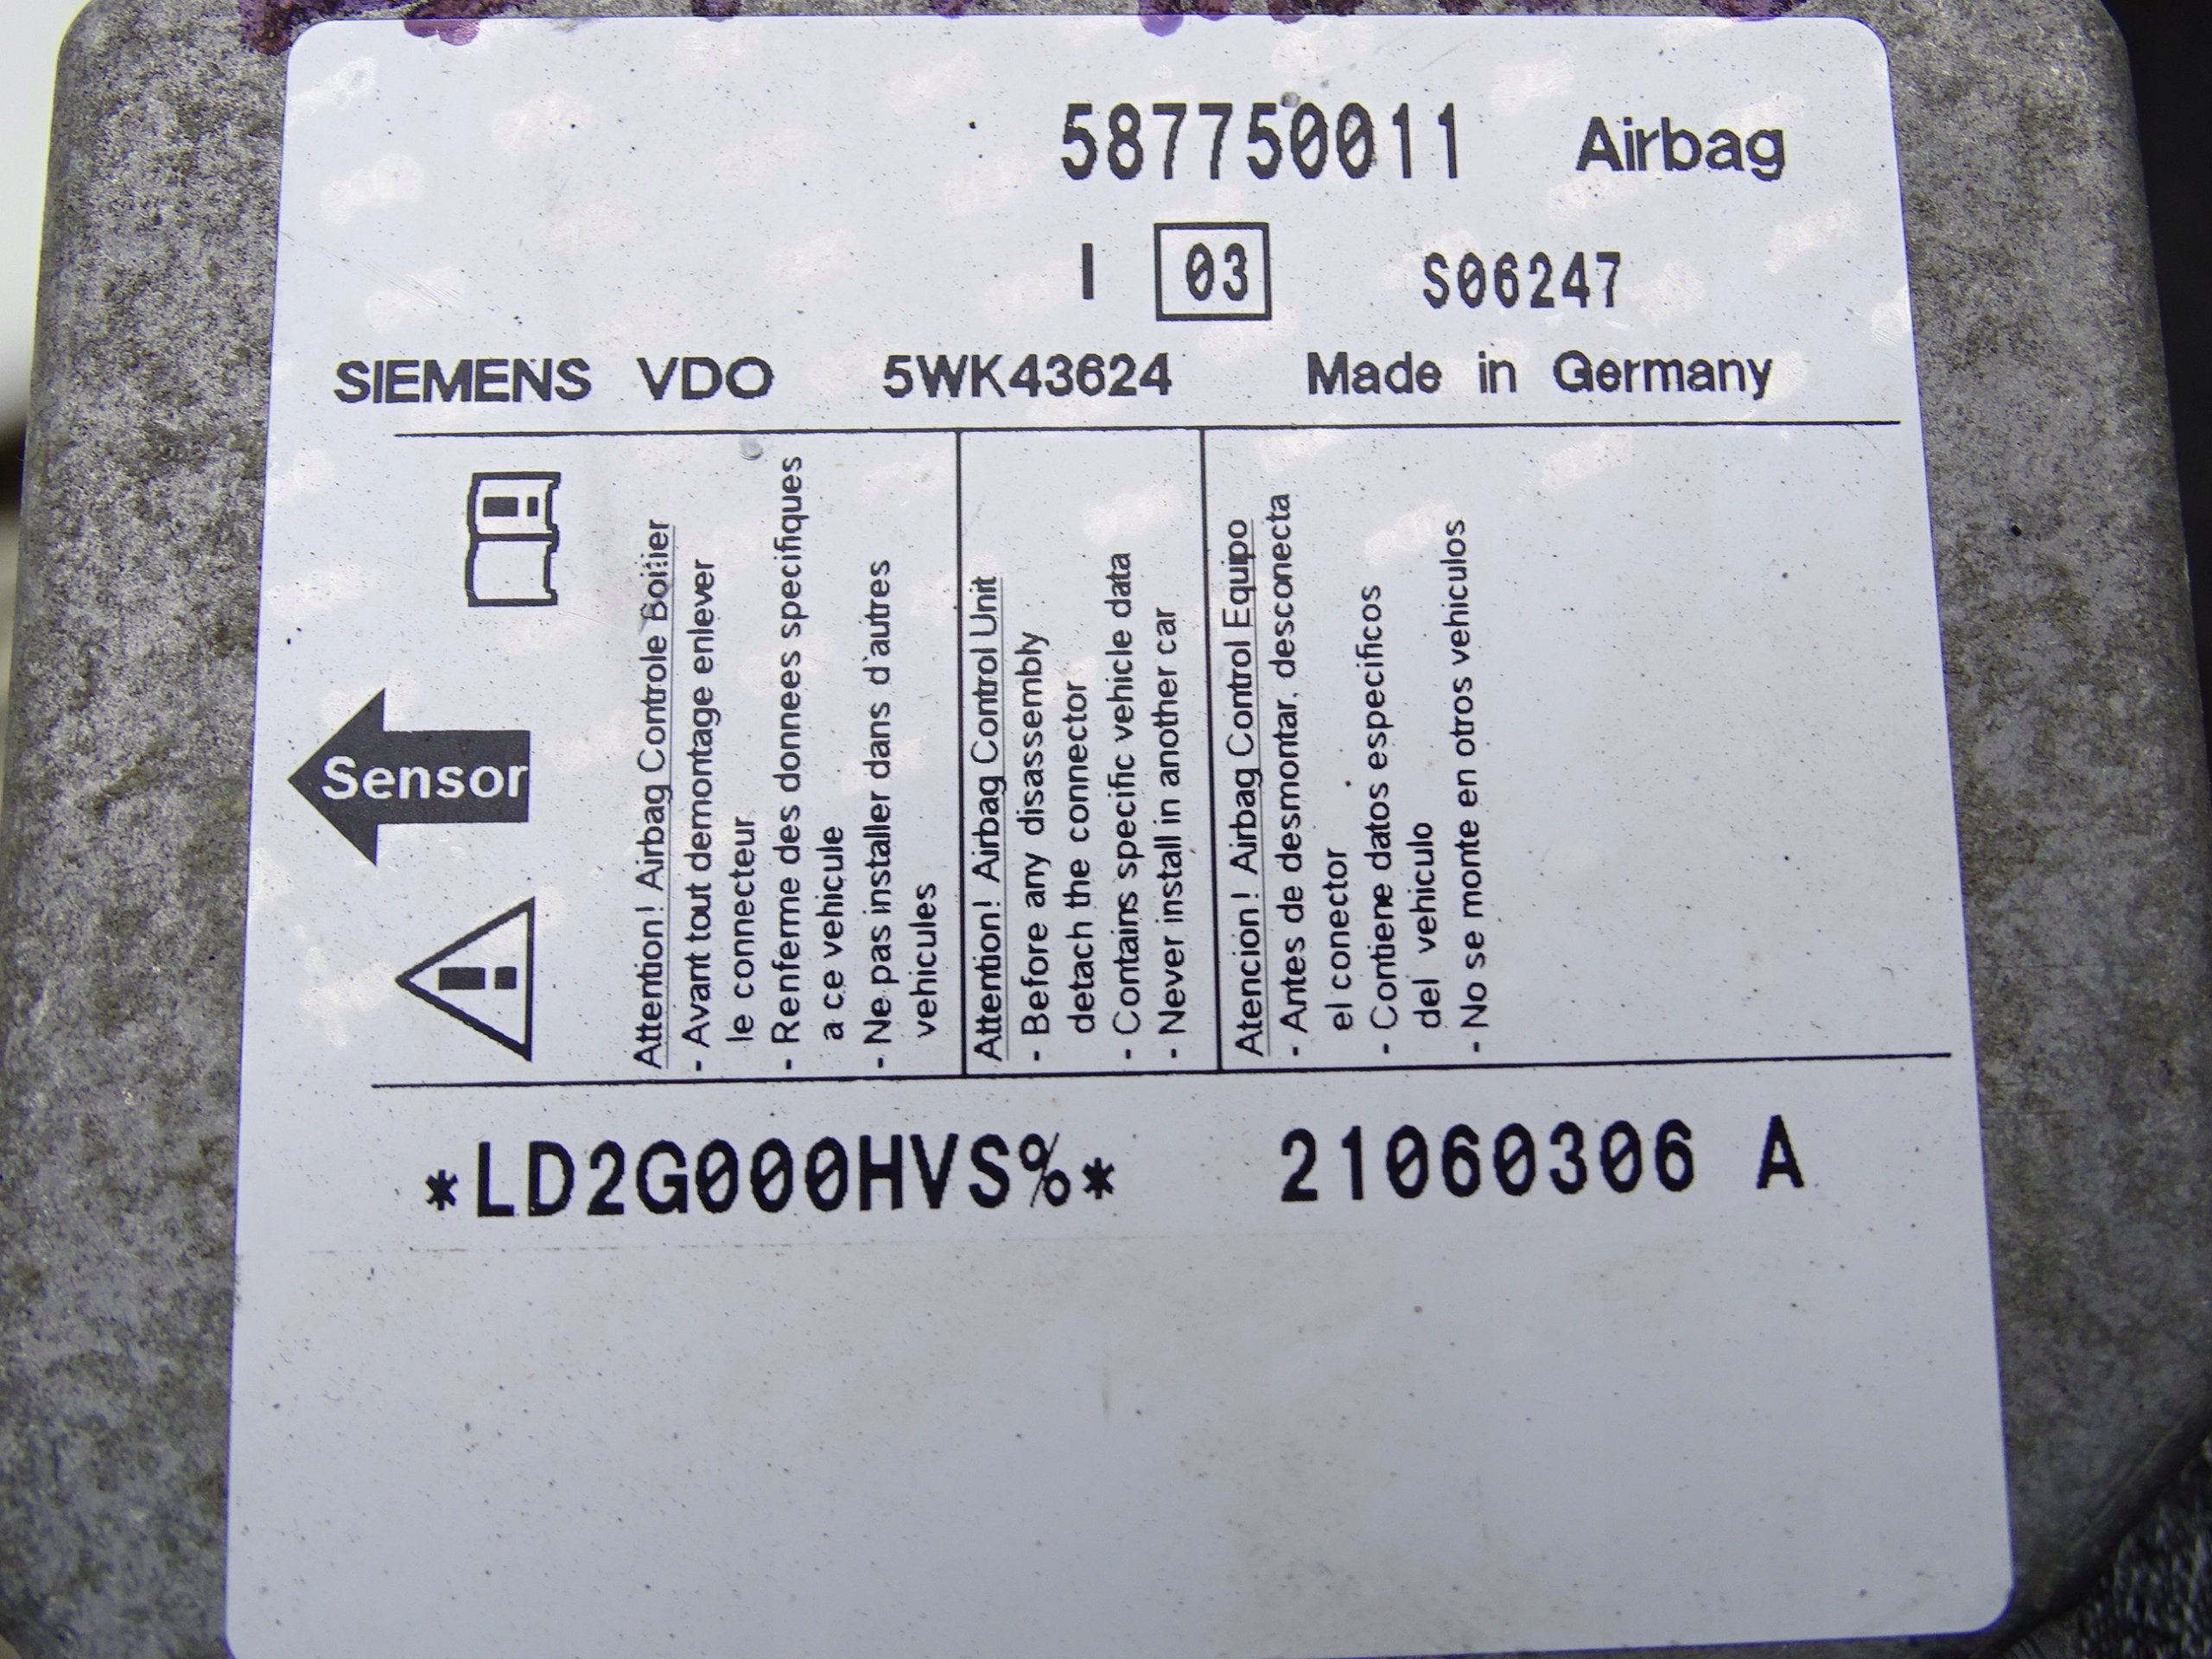 587750011 Airbag
I 03 S06247
SIEMENS VDO 5WK43624 Made in Germany
Sensor
Attention! Airbag Controle Boitier
- Avant tout demontage enlever
le connecteur
- Renferme des donnees specifiques
a ce vehicule
- Ne pas installer dans d'autres
vehicules
Attention! Airbag Control Unit
- Before any disassembly
detach the connector
- Contains specific vehicle data
- Never install in another car
Atencion! Airbag Control Equipo
- Antes de desmontar, desconecta
el conector
- Contiene datos especificos
del vehiculo
- No se monte en otros vehiculos
*LD2G000HVS%* 21060306 A